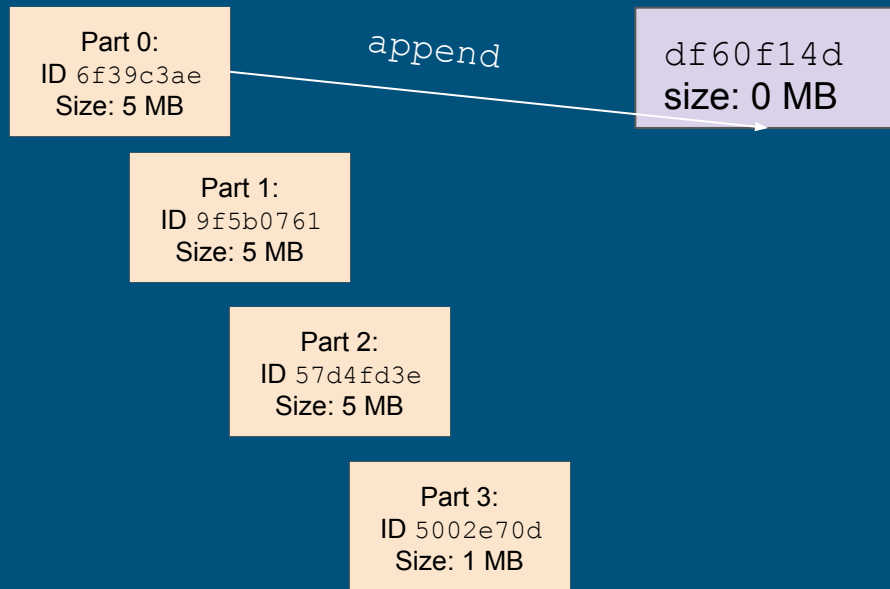 Part 0:
ID 6f39c3ae
Size: 5 MB
append
df60f14d
size: 0 MB
Part 1:
ID 9f5b0761
Size: 5 MB
Part 2:
ID 57d4fd3e
Size: 5 MB
Part 3:
ID 5002e70d
Size: 1 MB